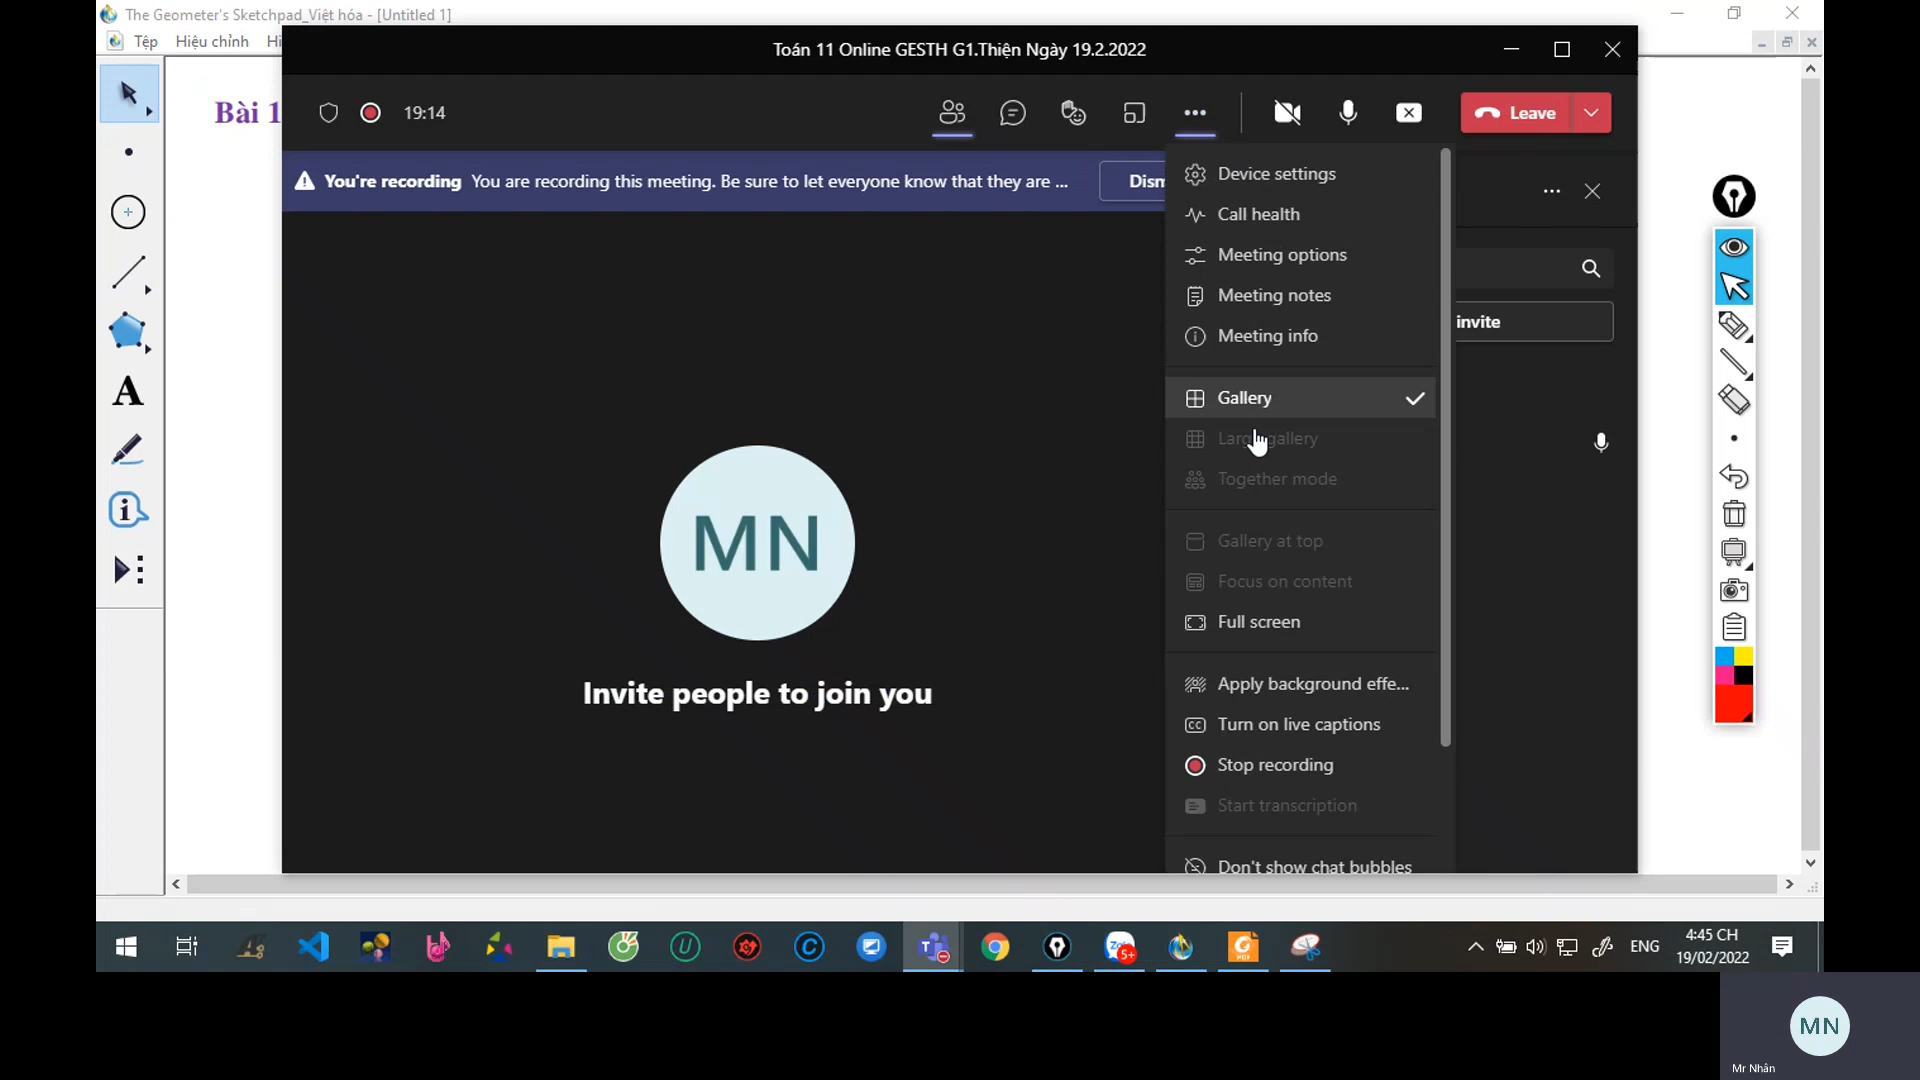 The Geometer's Sketchpad_Việt hóa - [Untitled 1]
Tệp Hiệu chỉnh Hi
Toán 11 Online GESTH G1.Thiện Ngày 19.2.2022
Bài 1
19:14
Leave
You're recording You are recording this meeting. Be sure to let everyone know that they are ...
Dism
Device settings
Call health
Meeting options
Meeting notes
Meeting info
invite
Gallery
Large gallery
Together mode
Gallery at top
Focus on content
Full screen
MN
Invite people to join you
Apply background effe...
Turn on live captions
Stop recording
Start transcription
Don't show chat bubbles
A
ENG
4:45 CH
19/02/2022
5+
MN
Mr Nhân